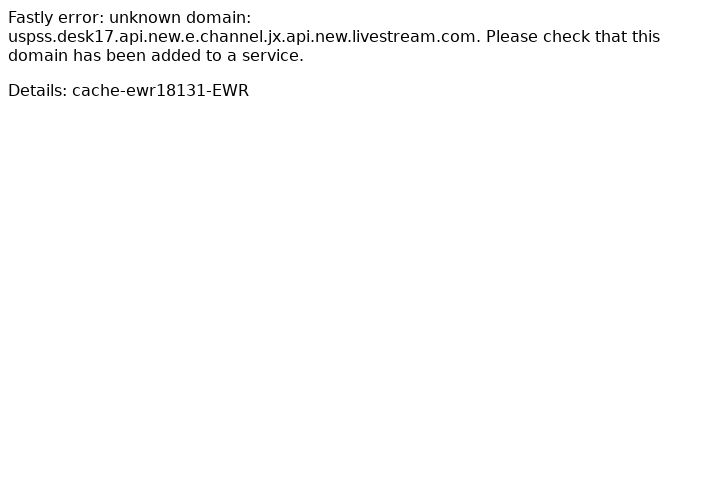 Fastly error: unknown domain:
uspss.desk17.api.new.e.channel.jx.api.new.livestream.com. Please check that this
domain has been added to a service.
Details: cache-ewr18131-EWR